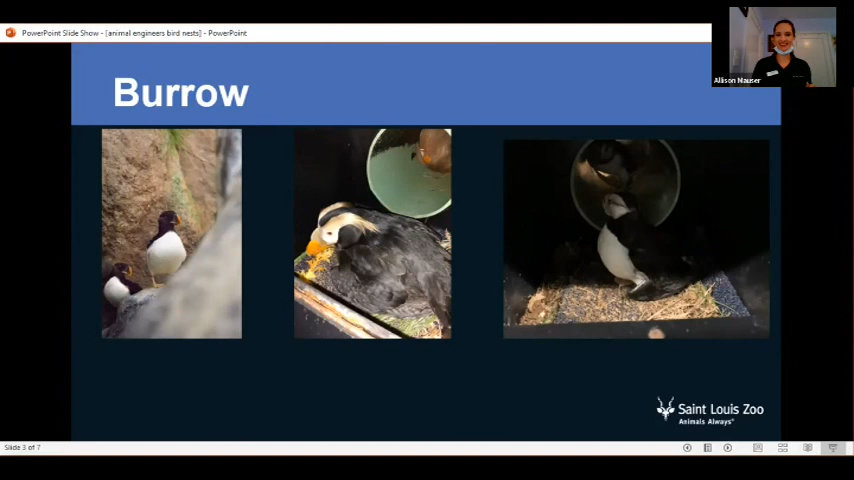 PowerPoint Slide Show - [animal engineers bird nests] - PowerPoint
Allison Mauser
Burrow
Saint Louis Zoo
Animals Always®
Slide 3 of 7